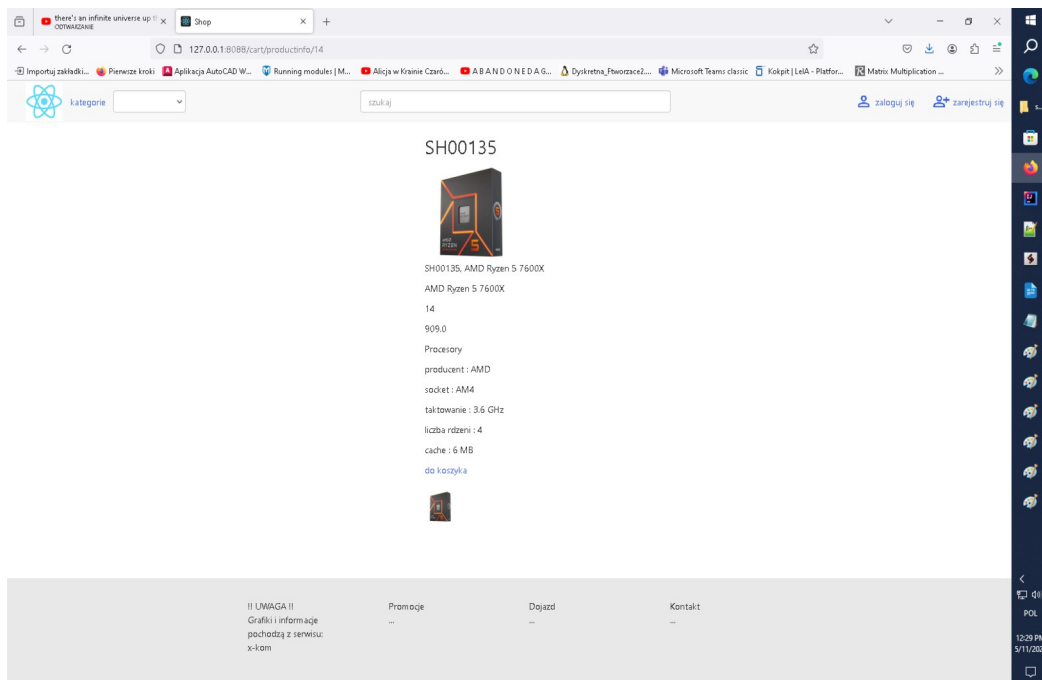 there's an infinite universe up t
ODTWARZANIE
Shop
127.0.0.1:8088/cart/productinfo/14
Importuj zakładki...
Pierwsze kroki
Aplikacja AutoCAD W...
Running modules | M...
Alicja w Krainie Czaró...
A B A N D O N E D A G...
Dyskretna_Ftworzace2....
Microsoft Teams classic
Kokpit | LeIA - Platfor...
Matrix Multiplication ...
kategorie
szukaj
zaloguj się
zarejestruj się
SH00135
SH00135, AMD Ryzen 5 7600X
AMD Ryzen 5 7600X
14
909.0
Procesory
producent : AMD
socket : AM4
taktowanie : 3.6 GHz
liczba rdzeni : 4
cache : 6 MB
do koszyka
!! UWAGA !!
Grafiki i informacje
pochodzą z serwisu:
x-kom
Promocje
...
Dojazd
...
Kontakt
...
POL
12:29 PM
5/11/202